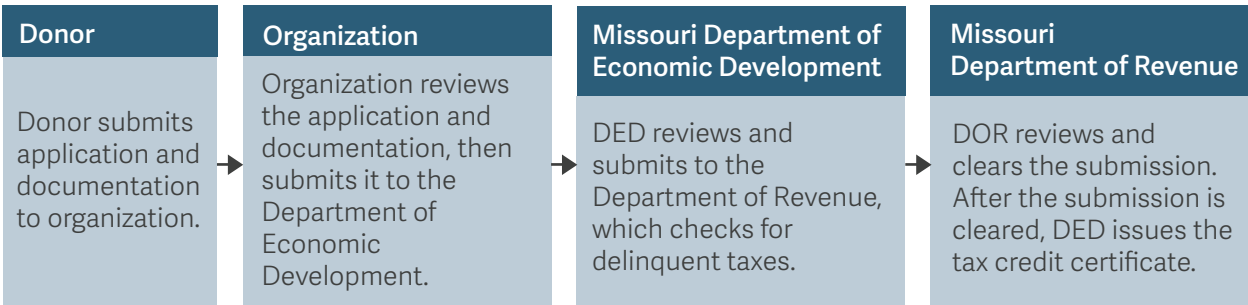 Donor
Donor submits
application and
documentation
to organization.
Organization
Organization reviews
the application and
documentation, then
submits it to the
Department of
Economic
Development.
Missouri Department of
Economic Development
DED reviews and
submits to the
Department of Revenue,
which checks for
delinquent taxes.
Missouri
Department of Revenue
DOR reviews and
clears the submission.
After the submission is
cleared, DED issues the
tax credit certificate.